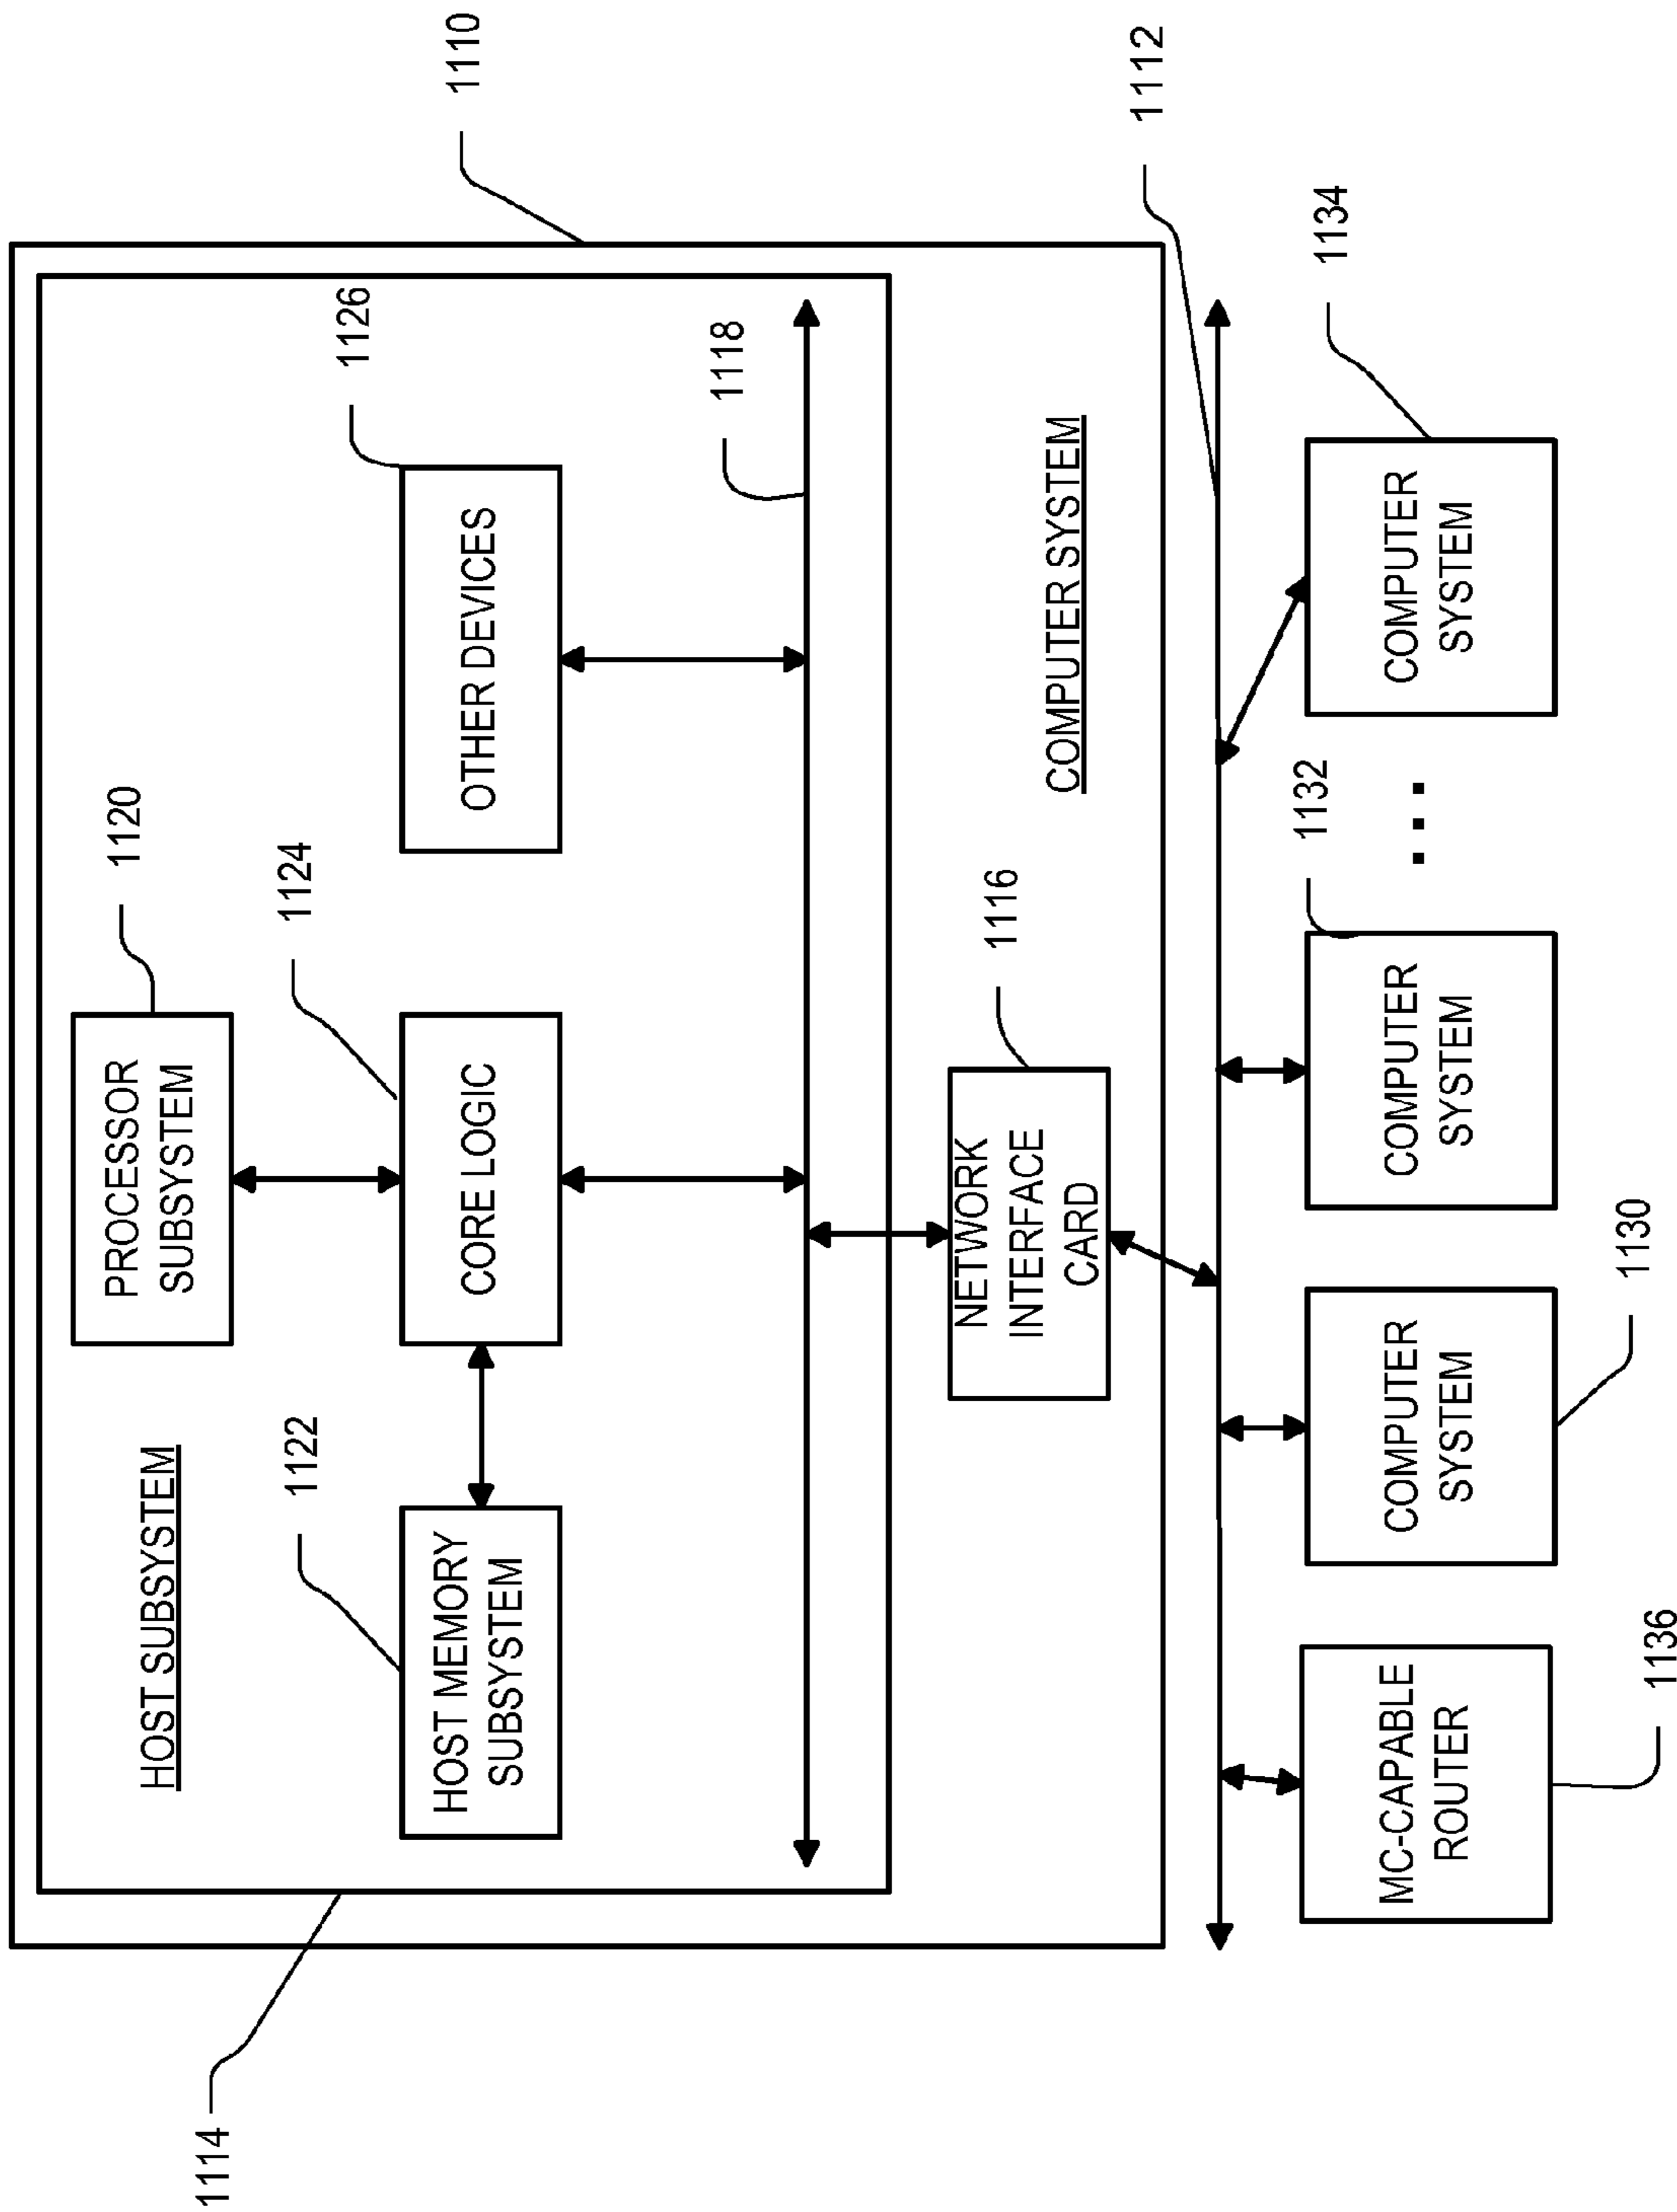 1110
1114
HOST SUBSYSTEM
PROCESSOR
SUBSYSTEM
1120
1122
1124
1126
HOST MEMORY
SUBSYSTEM
CORE LOGIC
OTHER DEVICES
1118
NETWORK
INTERFACE
CARD
1116
COMPUTER SYSTEM
1112
MC-CAPABLE
ROUTER
1136
COMPUTER
SYSTEM
1130
COMPUTER
SYSTEM
1132
...
COMPUTER
SYSTEM
1134